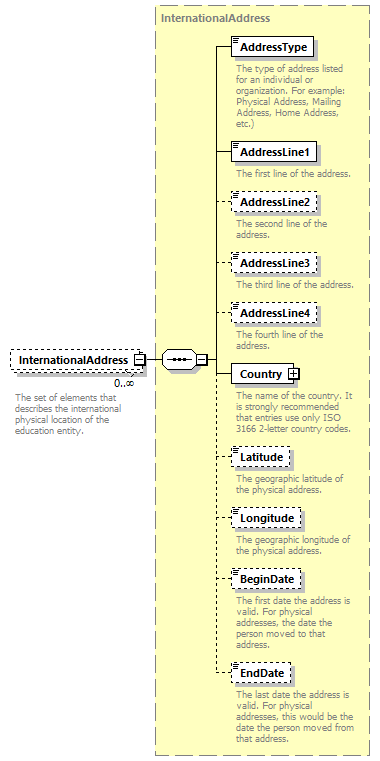 InternationalAddress
AddressType
The type of address listed
for an individual or
organization. For example:
Physical Address, Mailing
Address, Home Address,
etc.)
AddressLine1
The first line of the address.
AddressLine2
The second line of the
address.
AddressLine3
The third line of the address.
AddressLine4
The fourth line of the
address.
InternationalAddress
0..∞
The set of elements that
describes the international
physical location of the
education entity.
Country
The name of the country. It
is strongly recommended
that entries use only ISO
3166 2-letter country codes.
Latitude
The geographic latitude of
the physical address.
Longitude
The geographic longitude of
the physical address.
BeginDate
The first date the address is
valid. For physical
addresses, the date the
person moved to that
address.
EndDate
The last date the address is
valid. For physical
addresses, this would be the
date the person moved from
that address.